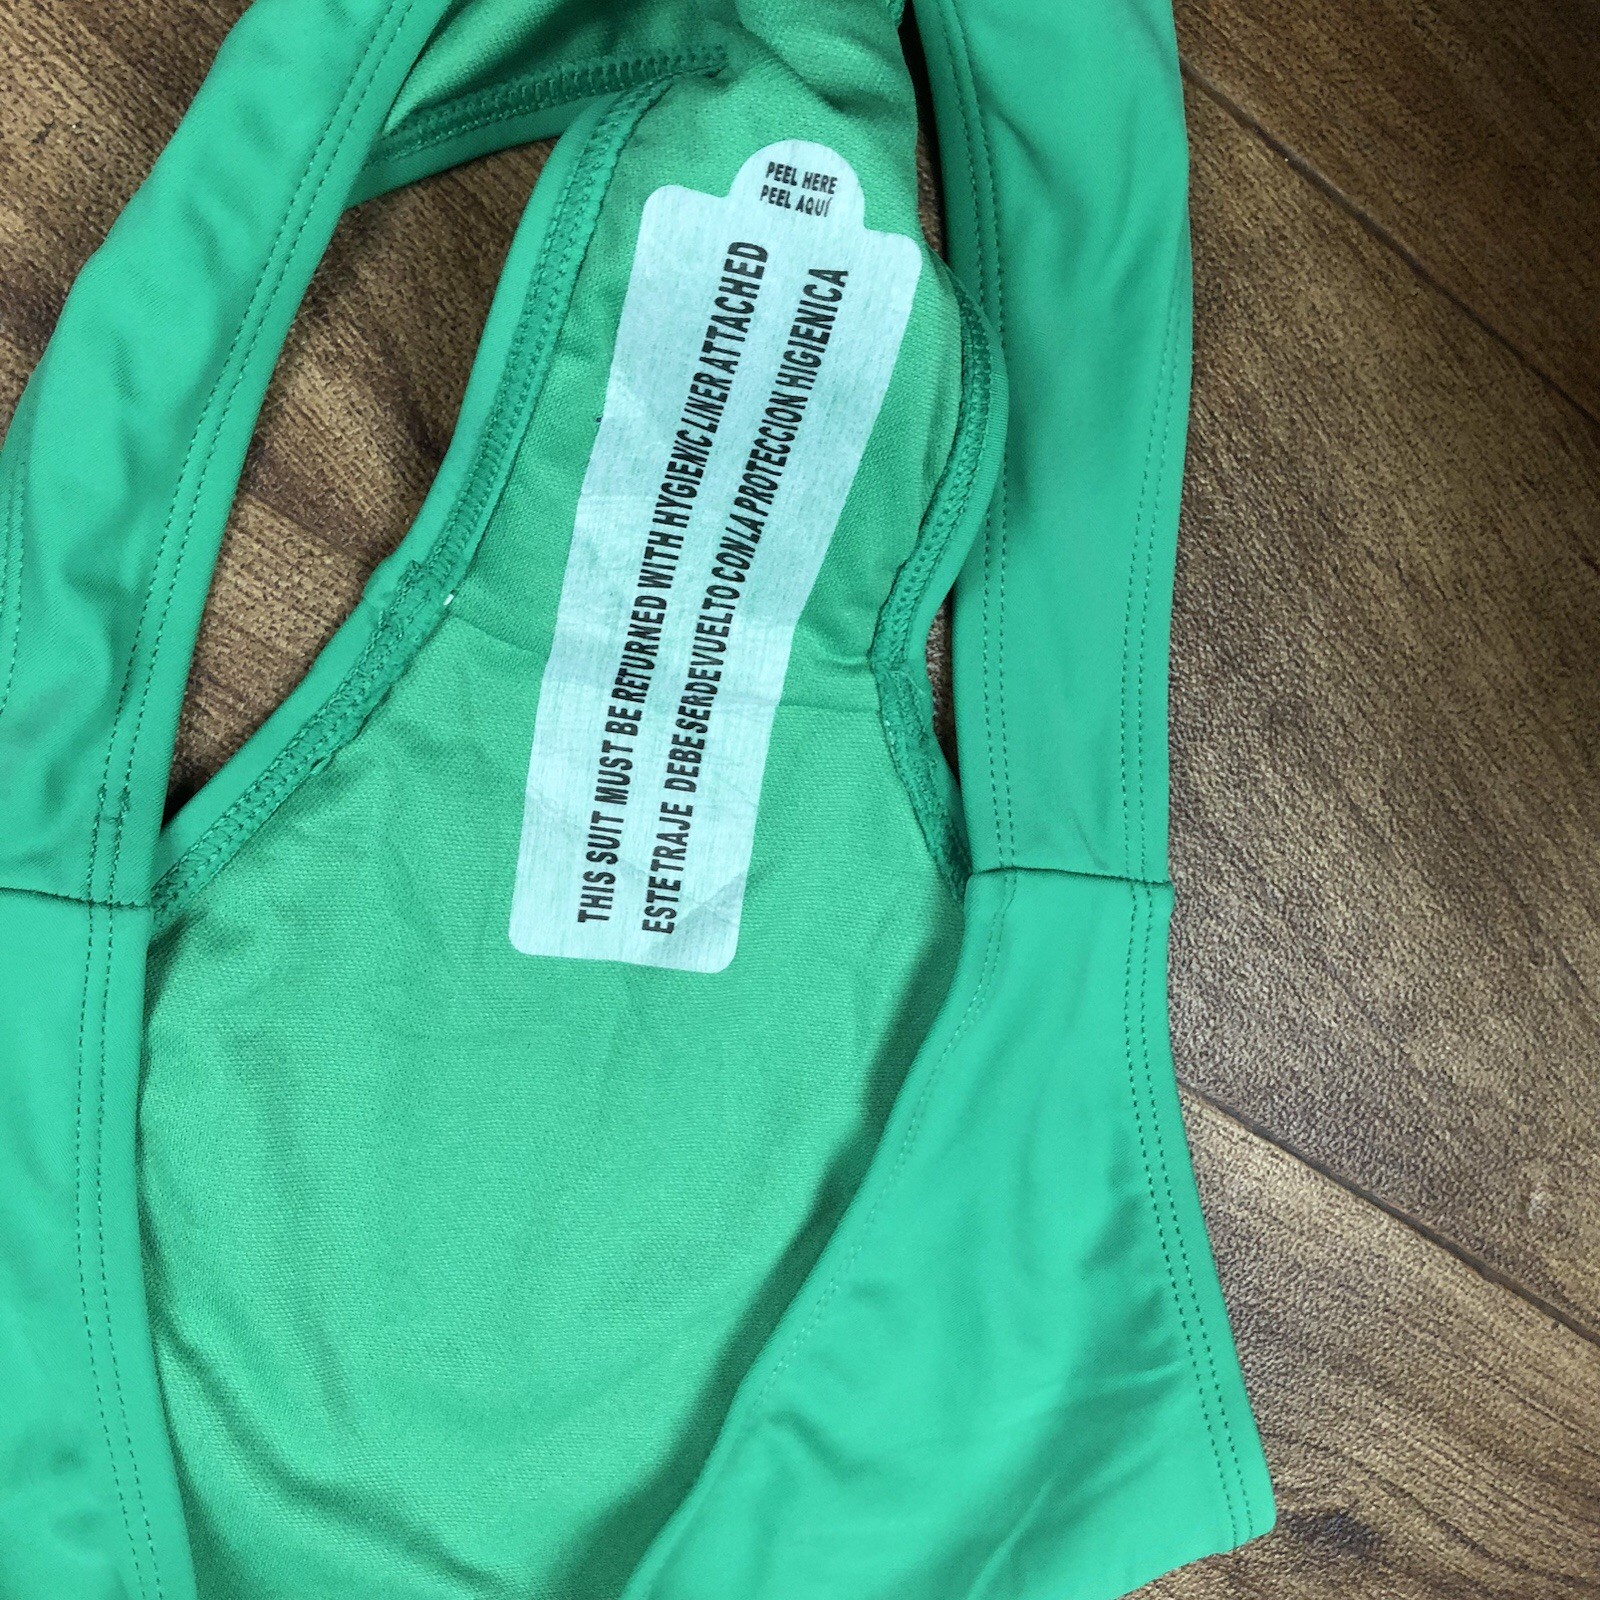 PEEL HERE
PEEL AQUÍ
THIS SUIT MUST BE RETURNED WITH HYGIENIC LINER ATTACHED
ESTE TRAJE DEBE SER DEVUELTO CON LA PROTECCION HIGIENICA